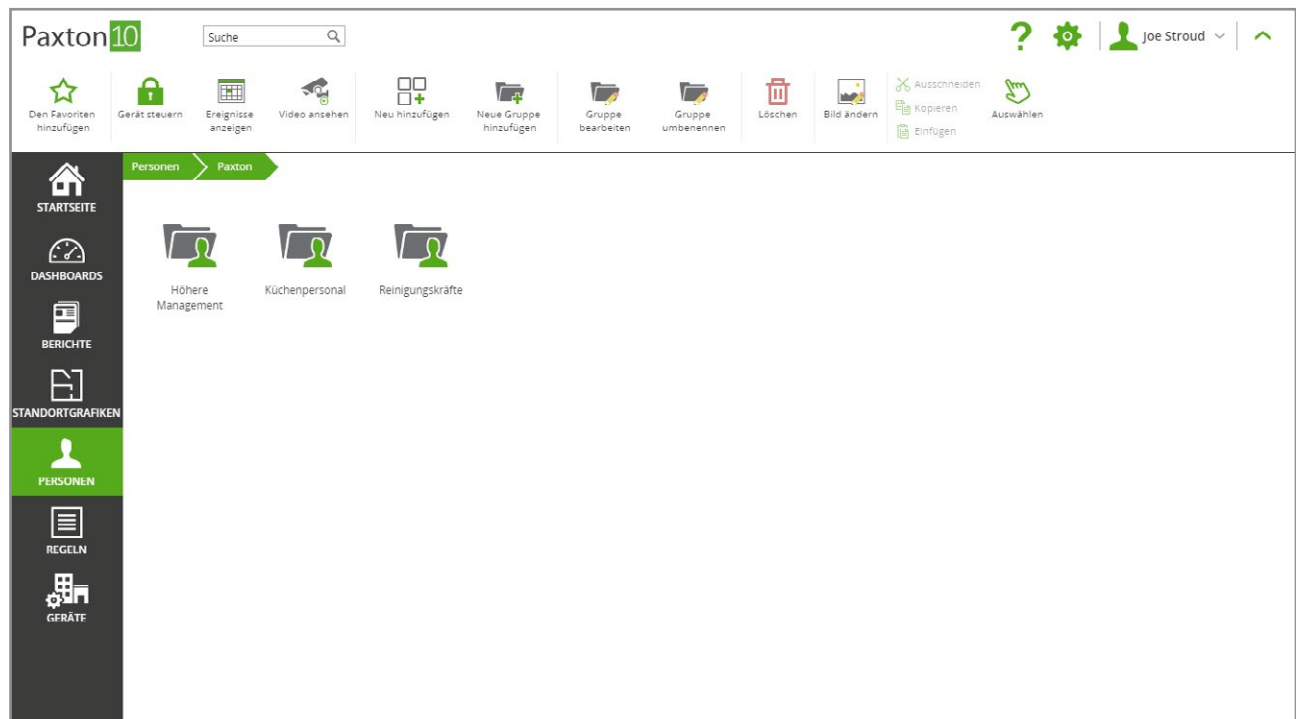 Paxton 10
Suche
Joe Stroud
Den Favoriten
hinzufügen
Gerät steuern
Ereignisse
anzeigen
Video ansehen
Neu hinzufügen
Neue Gruppe
hinzufügen
Gruppe
bearbeiten
Gruppe
umbenennen
Löschen
Bild ändern
Ausschneiden
Kopieren
Einfügen
Auswählen
STARTSEITE
DASHBOARDS
BERICHTE
STANDORTGRAFIKEN
PERSONEN
REGELN
GERÄTE
Personen
Paxton
Höhere
Management
Küchenpersonal
Reinigungskräfte